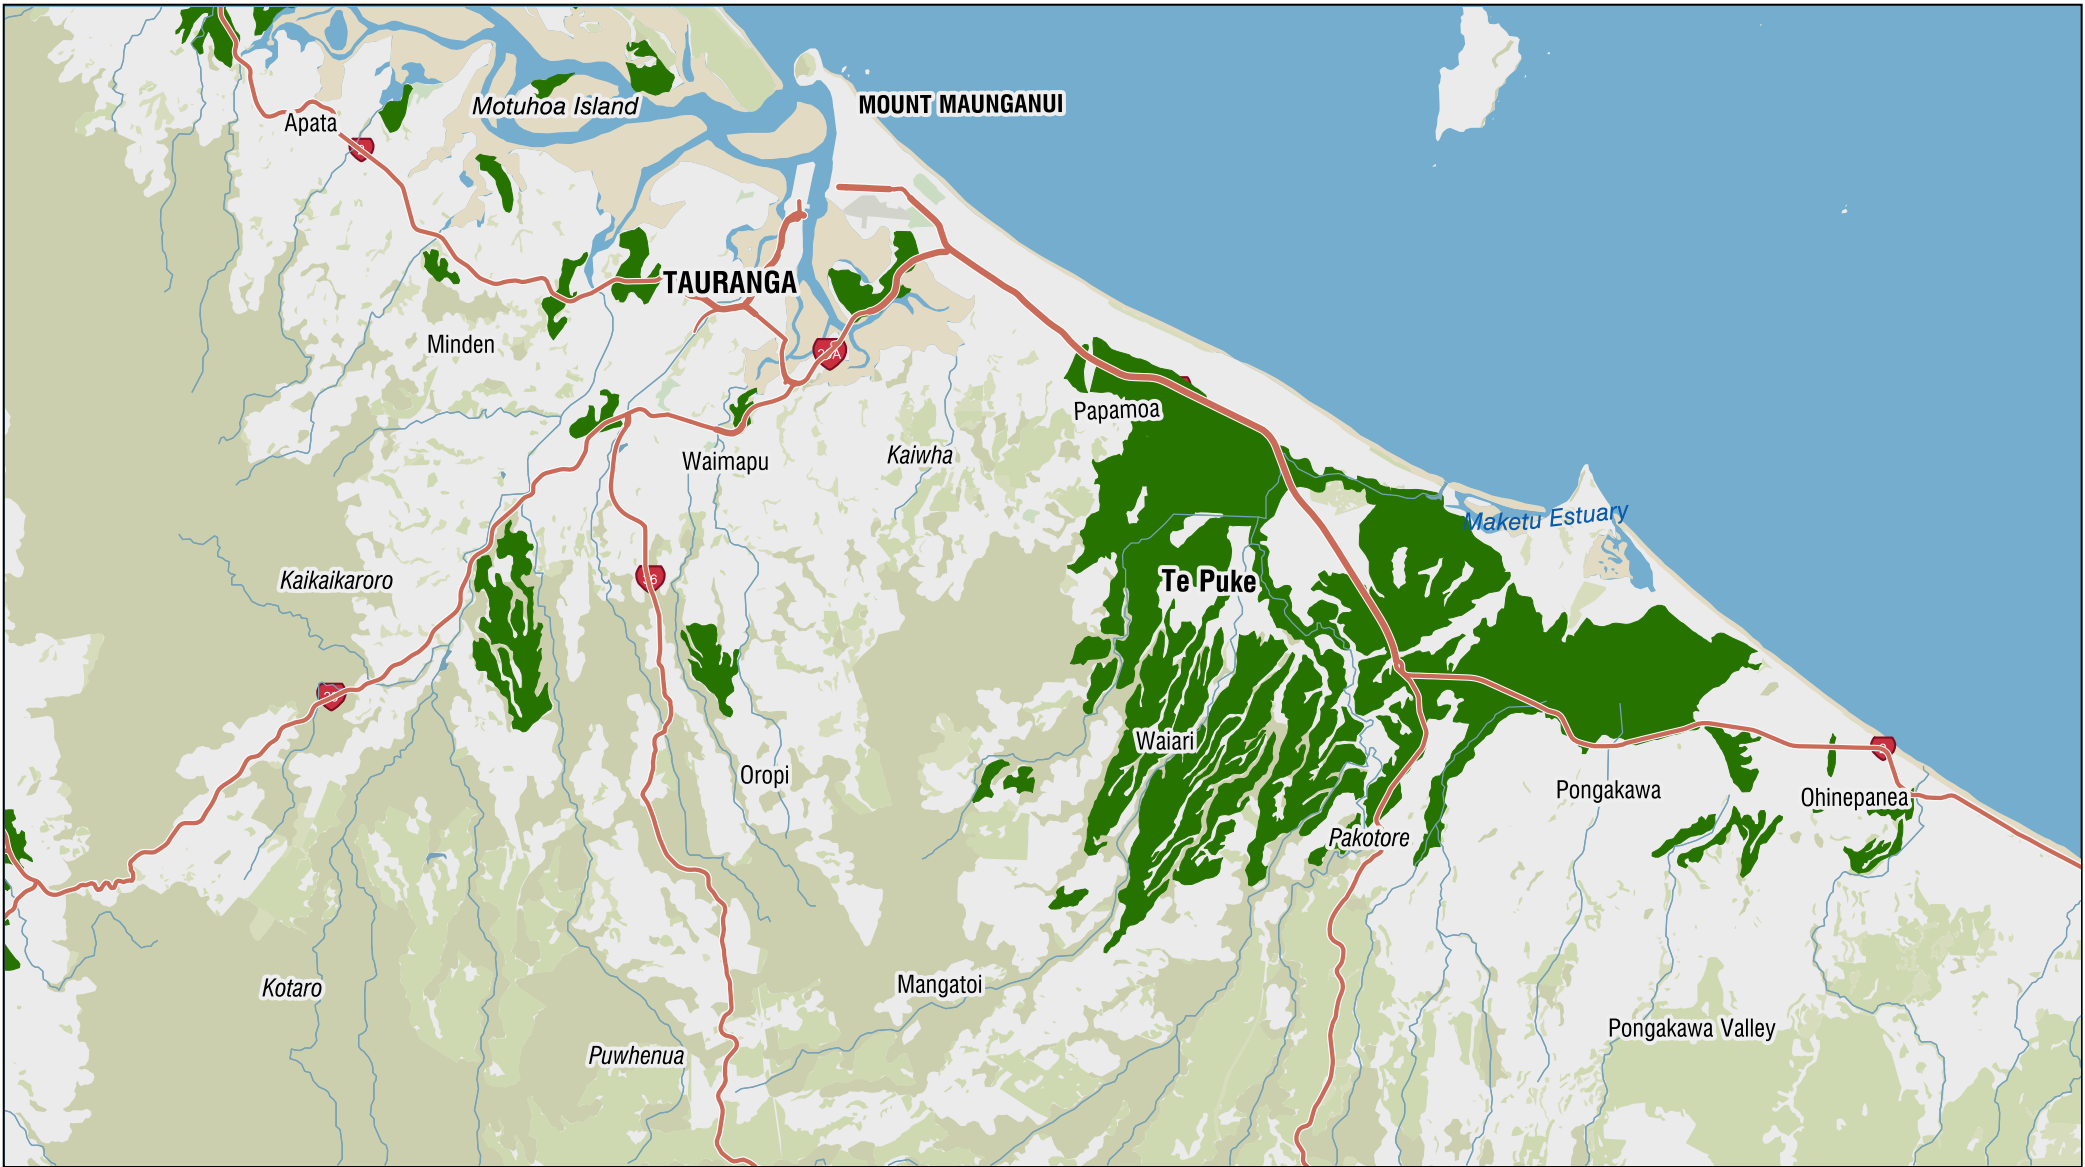 MOUNT MAUNGANUI
Motuhoa Island
Apata
TAURANGA
Minden
Papamoa
Waimapu
Kaiwha
Maketu Estuary
Kaikaikaroro
36
Te Puke
Waiari
Oropi
Pongakawa
Ohinepanea
Pakotore
Kotaro
Mangatoi
Pongakawa Valley
Puwhenua